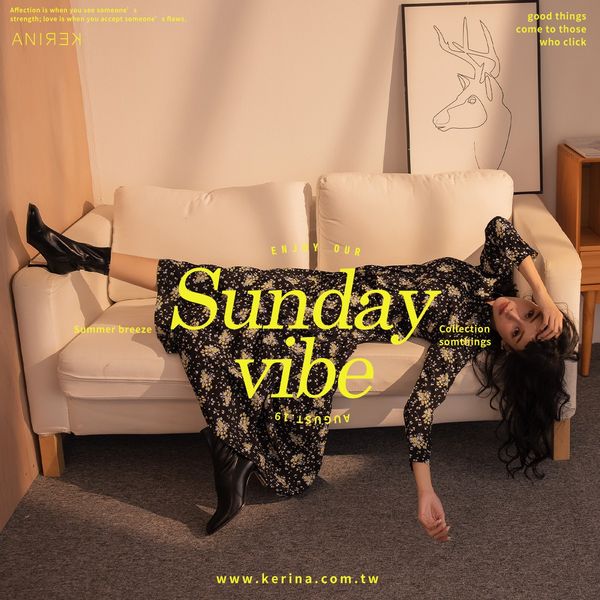 Affection is when you see someone's
strength; love is when you accept someone's flaws.
KERINA
good things
come to those
who click
ENJOY OUR
Sunday
vibe
Summer breeze
Collection
somthings
AUGUST 19
www.kerina.com.tw